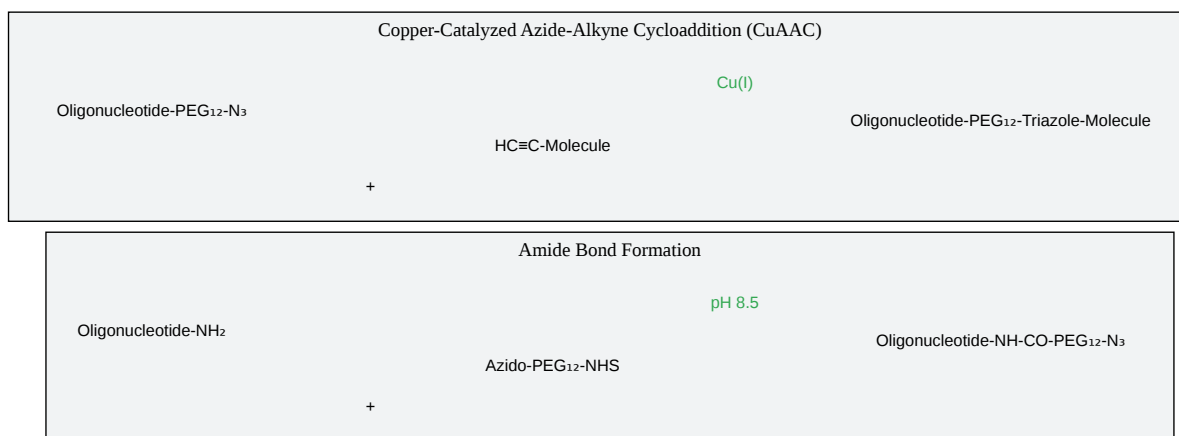 Copper-Catalyzed Azide-Alkyne Cycloaddition (CuAAC)
Cu(I)
Oligonucleotide-PEG₁₂-N₃
Oligonucleotide-PEG₁₂-Triazole-Molecule
HC≡C-Molecule
+
Amide Bond Formation
pH 8.5
Oligonucleotide-NH₂
Oligonucleotide-NH-CO-PEG₁₂-N₃
Azido-PEG₁₂-NHS
+